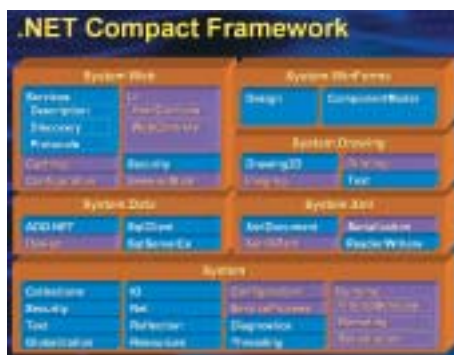 .NET Compact Framework
System.Web
Services
Description
Discovery
Protocols
UI
HtmlControls
WebControls
Caching
Configuration
Security
SessionState
System.WinForms
Design
ComponentModel
System.Drawing
Drawing2D
Imaging
Printing
Text
System.Data
ADO.NET
Design
SqlClient
SqlServerCe
System.Xml
XmlDocument
Xslt/XPath
Serialization
Reader/Writers
System
Collections
Security
Text
Globalization
IO
Net
Reflection
Resources
Configuration
ServiceProcess
Diagnostics
Threading
Runtime
InteropServices
Remoting
Serialization